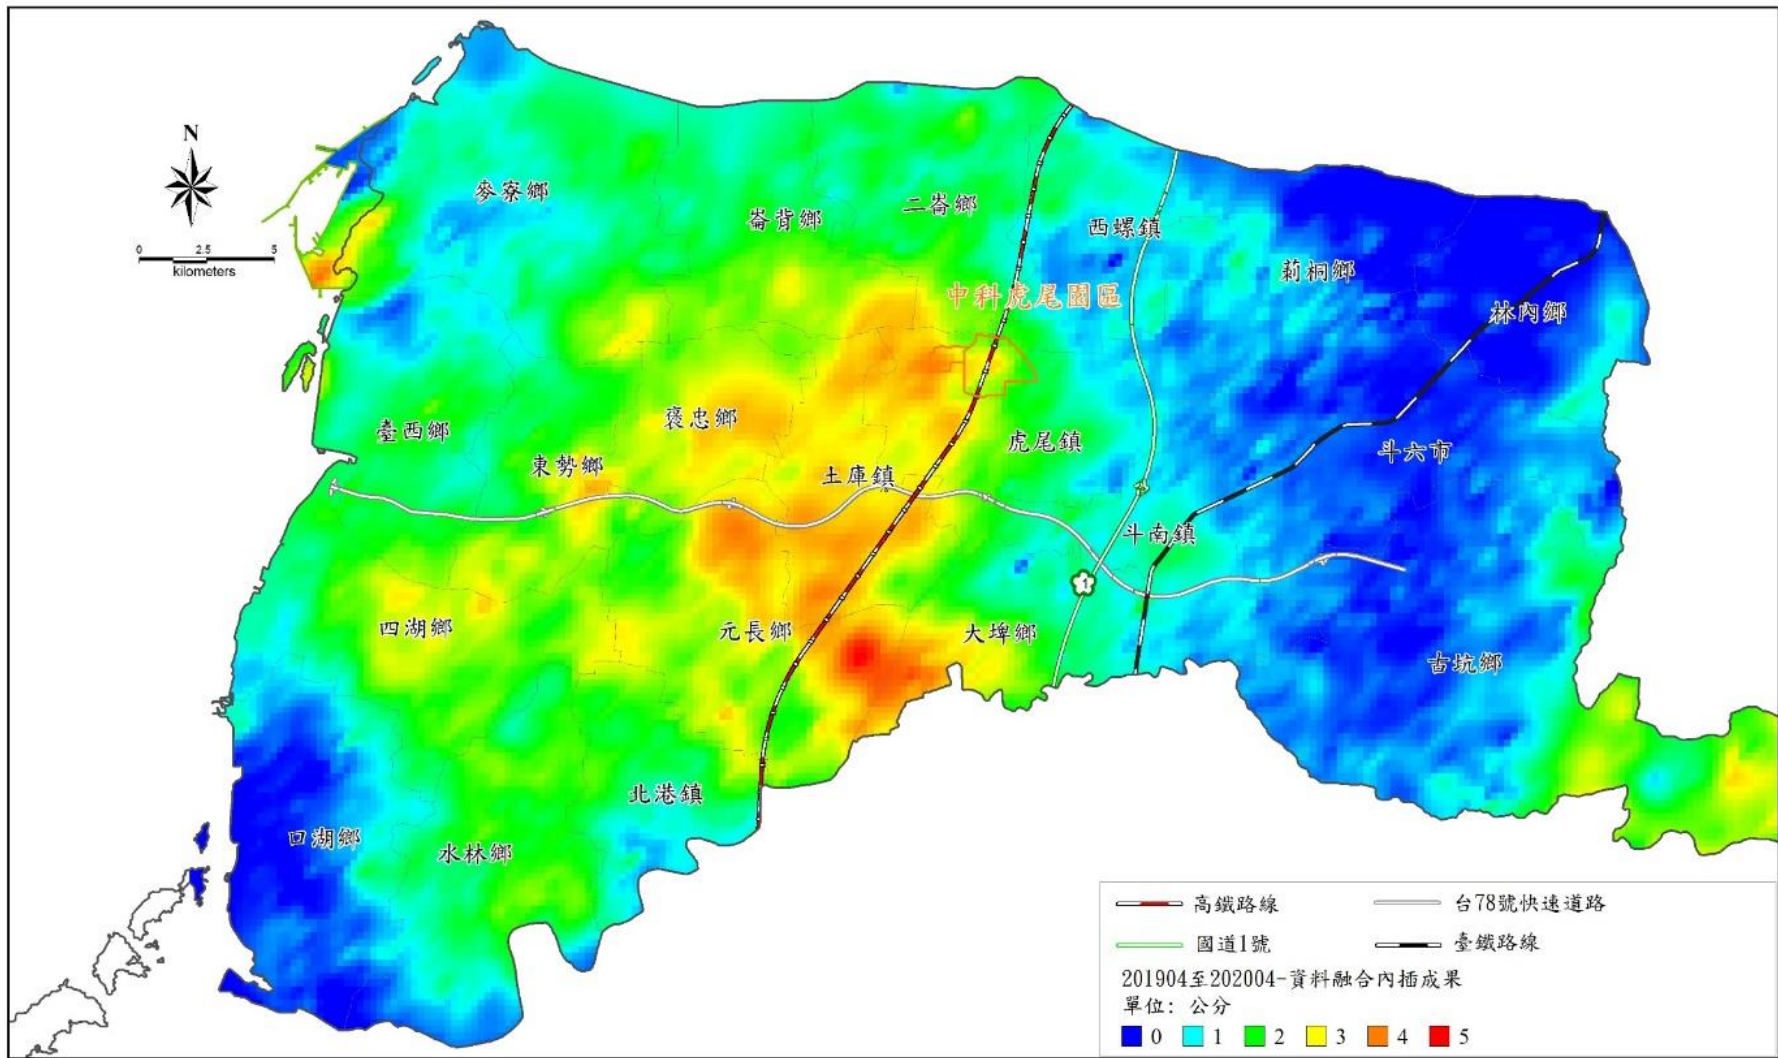 N
0 2.5 5
kilometers
麥寮鄉
崙背鄉
二崙鄉
西螺鎮
莿桐鄉
林內鄉
中科虎尾園區
臺西鄉
東勢鄉
褒忠鄉
土庫鎮
虎尾鎮
斗六市
斗南鎮
1
四湖鄉
元長鄉
大埤鄉
古坑鄉
北港鎮
口湖鄉
水林鄉
高鐵路線 台78號快速道路
國道1號 臺鐵路線
201904至202004-資料融合內插成果
單位: 公分
0 1 2 3 4 5